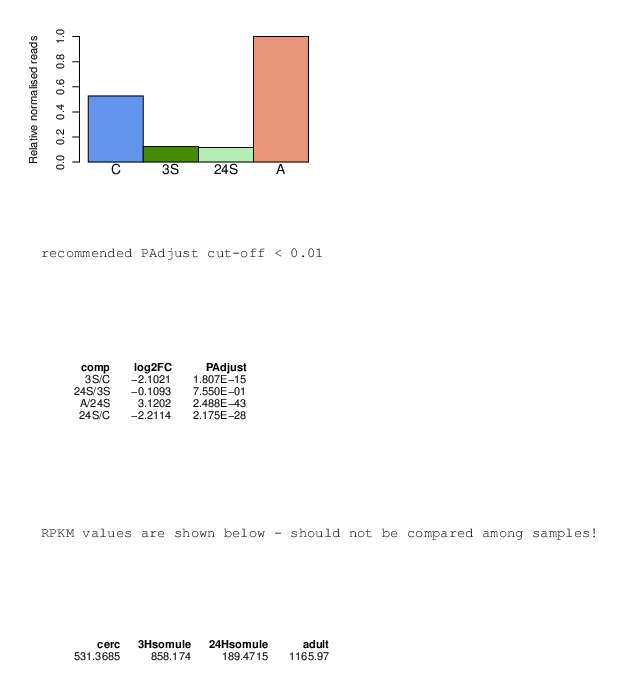 Relative normalised reads
1.0
0.8
0.6
0.4
0.2
0.0
C 3S 24S A
recommended PAdjust cut-off < 0.01
comp log2FC PAdjust
3S/C −2.1021 1.807E−15
24S/3S −0.1093 7.550E−01
A/24S 3.1202 2.488E−43
24S/C −2.2114 2.175E−28
RPKM values are shown below - should not be compared among samples!
cerc 3Hsomule 24Hsomule adult
531.3685 858.174 189.4715 1165.97